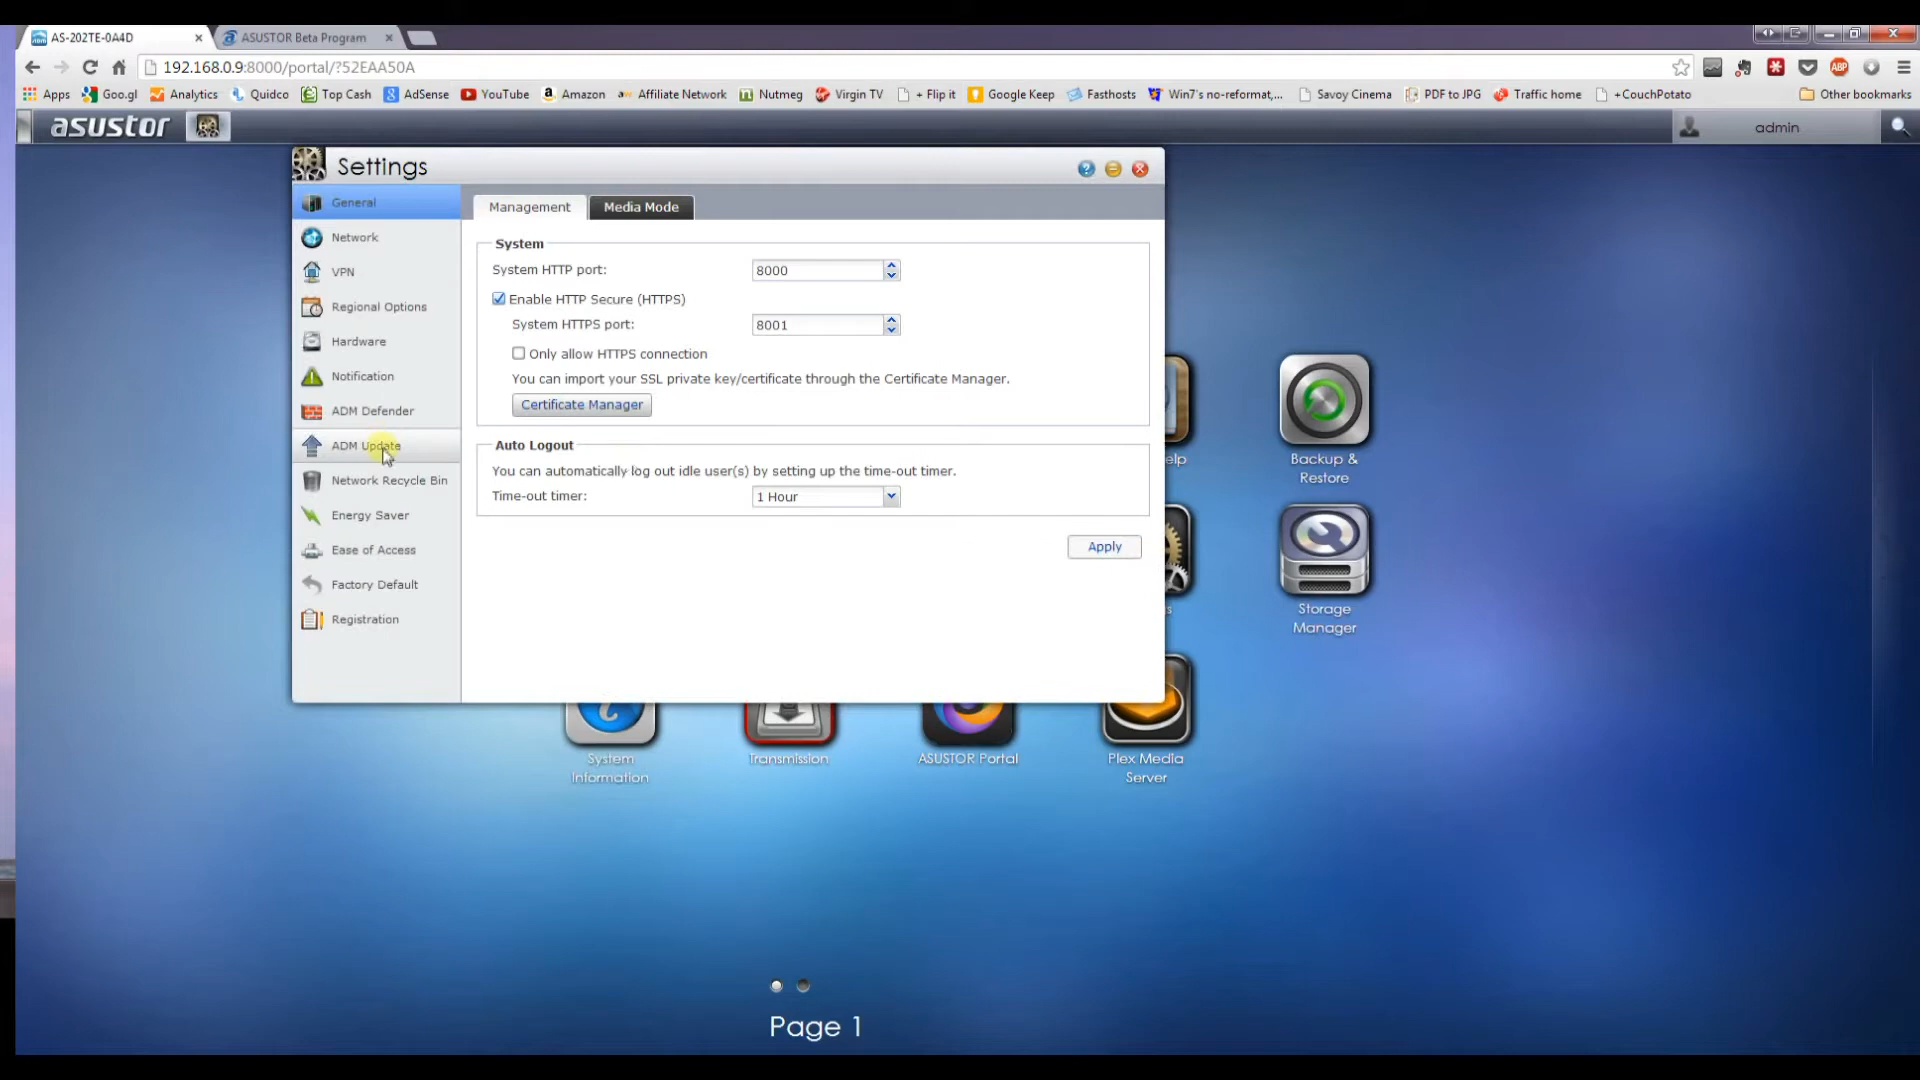 AS-202TE-0A4D
ASUSTOR Beta Program
192.168.0.9:8000/portal/?52EAA50A
Apps Goo.gl Analytics Quidco Top Cash AdSense YouTube Amazon Affiliate Network Nutmeg Virgin TV + Flip it Google Keep Fasthosts Win7's no-reformat,... Savoy Cinema PDF to JPG Traffic home +CouchPotato Other bookmarks
ABP
asustor
admin
Settings
General
Network
VPN
Regional Options
Hardware
Notification
ADM Defender
ADM Update
Network Recycle Bin
Energy Saver
Ease of Access
Factory Default
Registration
Management
Media Mode
System
System HTTP port: 8000
Enable HTTP Secure (HTTPS)
System HTTPS port: 8001
Only allow HTTPS connection
You can import your SSL private key/certificate through the Certificate Manager.
Certificate Manager
Auto Logout
You can automatically log out idle user(s) by setting up the time-out timer.
Time-out timer: 1 Hour
Apply
elp
Backup &
Restore
s
Storage
Manager
System
Information
Transmission
ASUSTOR Portal
Plex Media
Server
Page 1